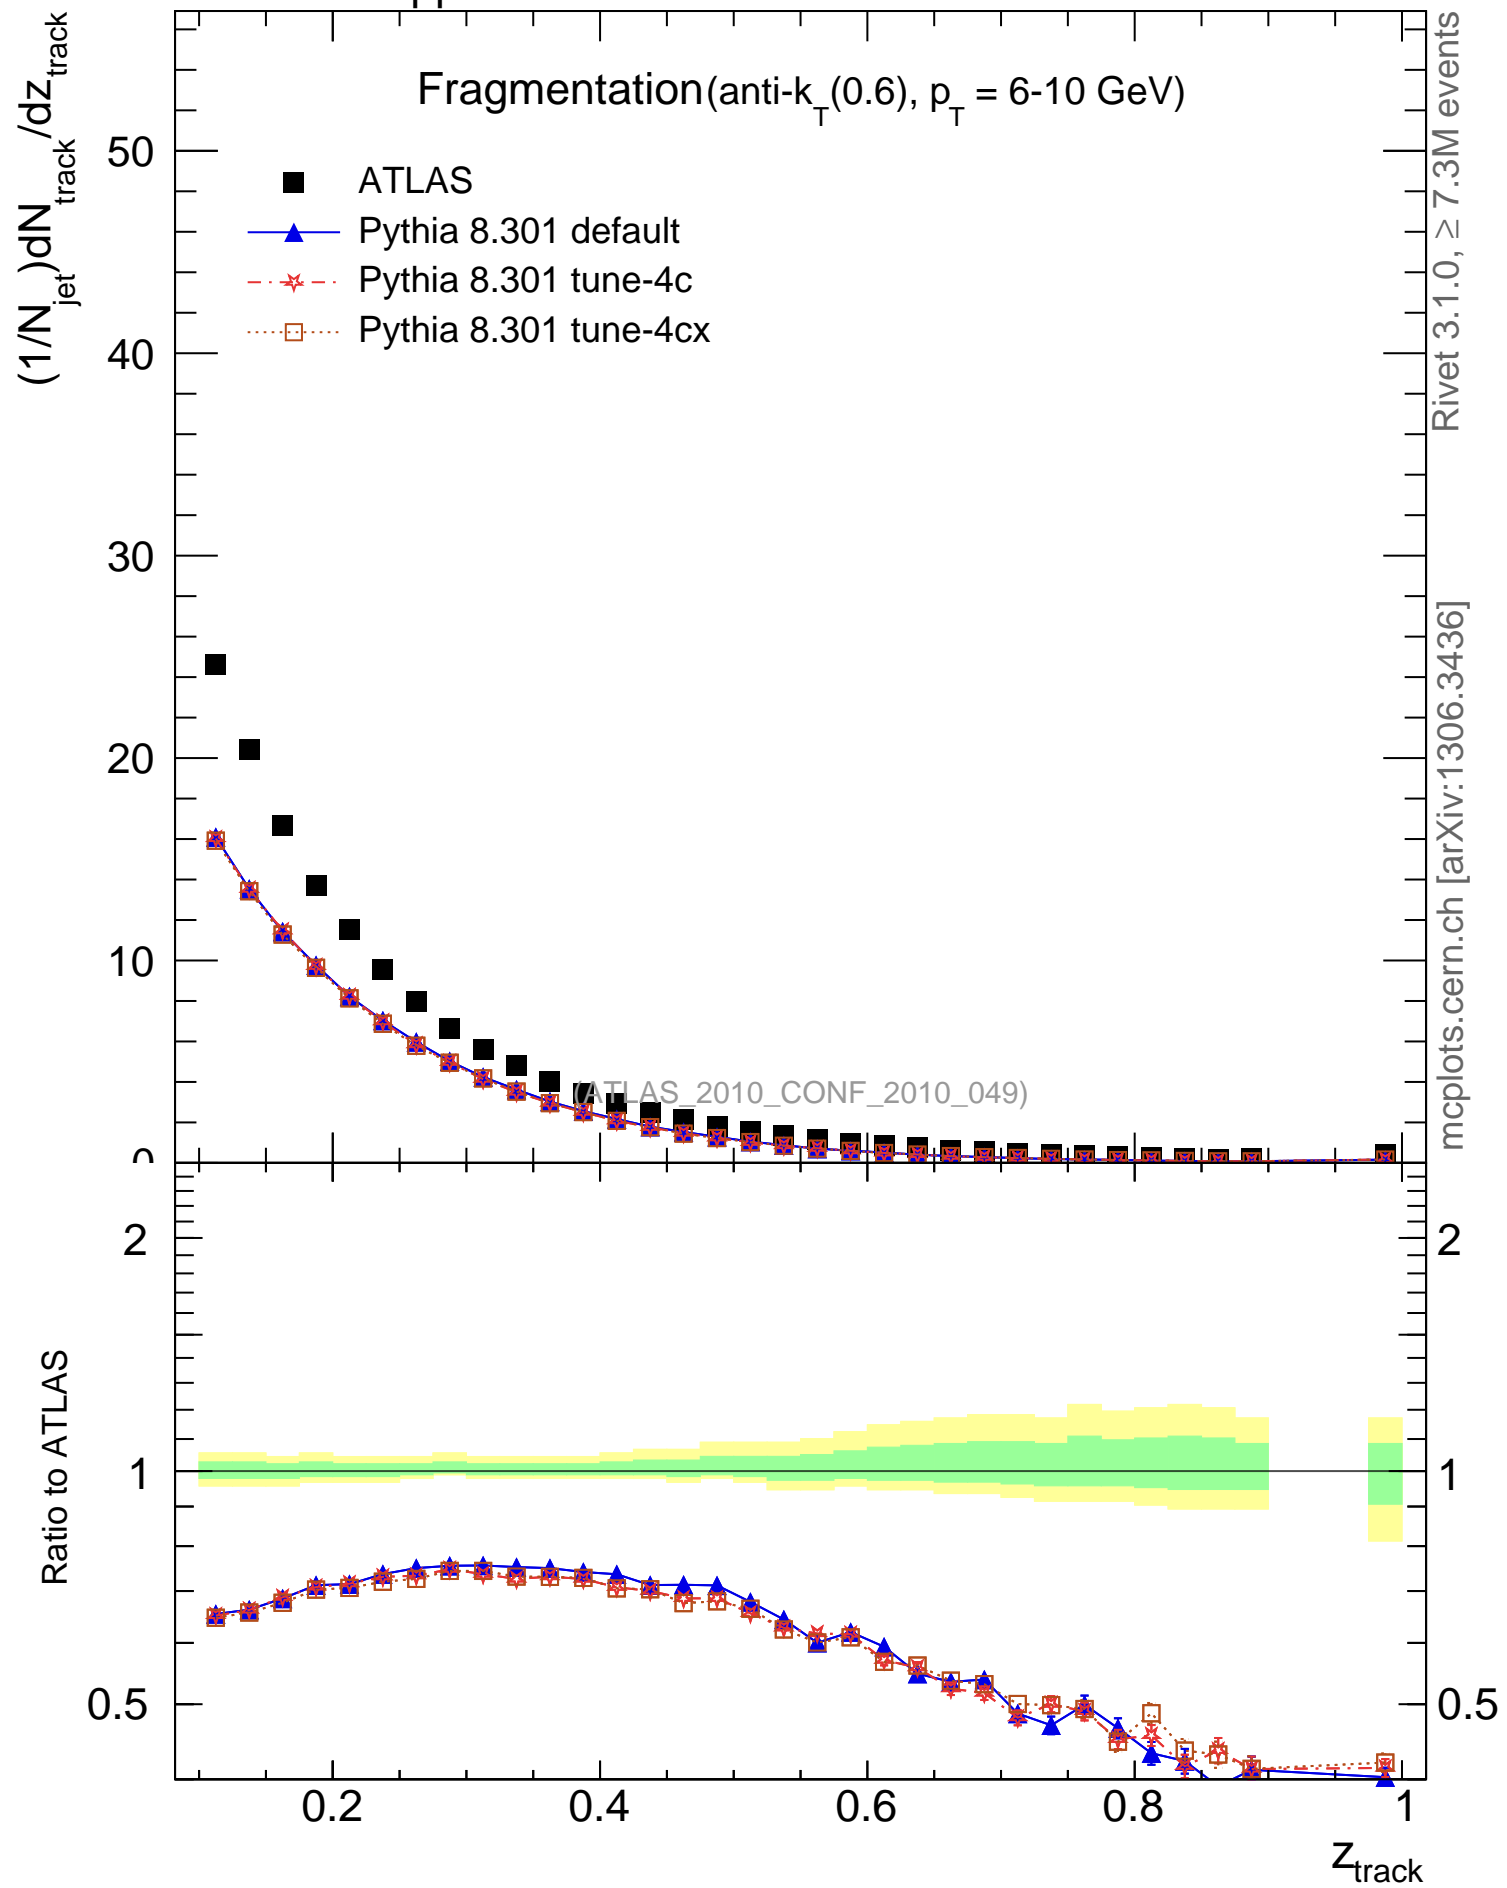 pp
Fragmentation (anti-k_T(0.6), p_T = 6-10 GeV)
ATLAS
Pythia 8.301 default
Pythia 8.301 tune-4c
Pythia 8.301 tune-4cx
(1/N_jet)dN_track/dz_track
50
40
30
20
10
0
(ATLAS_2010_CONF_2010_049)
Rivet 3.1.0, ≥ 7.3M events
mcplots.cern.ch [arXiv:1306.3436]
Ratio to ATLAS
2
1
0.5
2
1
0.5
0.2
0.4
0.6
0.8
1
z_track